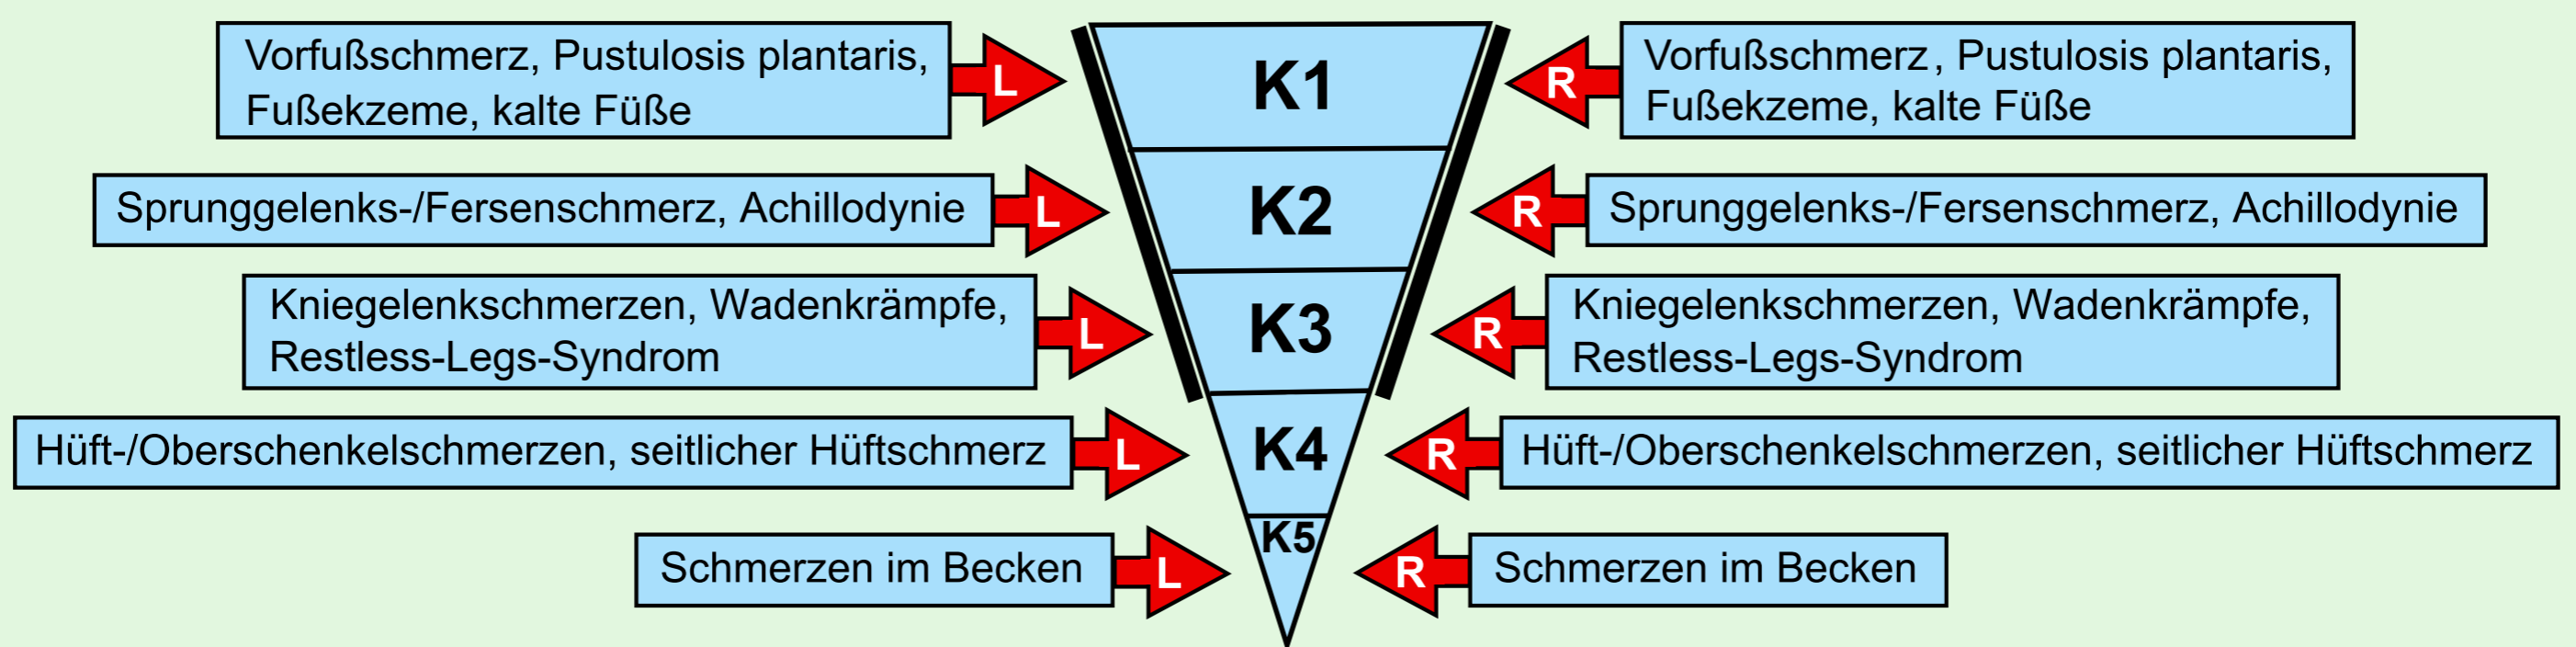 Vorfußschmerz, Pustulosis plantaris,
Fußekzeme, kalte Füße
L
K1
R
Vorfußschmerz, Pustulosis plantaris,
Fußekzeme, kalte Füße
Sprunggelenks-/Fersenschmerz, Achillodynie
L
K2
R
Sprunggelenks-/Fersenschmerz, Achillodynie
Kniegelenkschmerzen, Wadenkrämpfe,
Restless-Legs-Syndrom
L
K3
R
Kniegelenkschmerzen, Wadenkrämpfe,
Restless-Legs-Syndrom
Hüft-/Oberschenkelschmerzen, seitlicher Hüftschmerz
L
K4
R
Hüft-/Oberschenkelschmerzen, seitlicher Hüftschmerz
Schmerzen im Becken
L
K5
R
Schmerzen im Becken